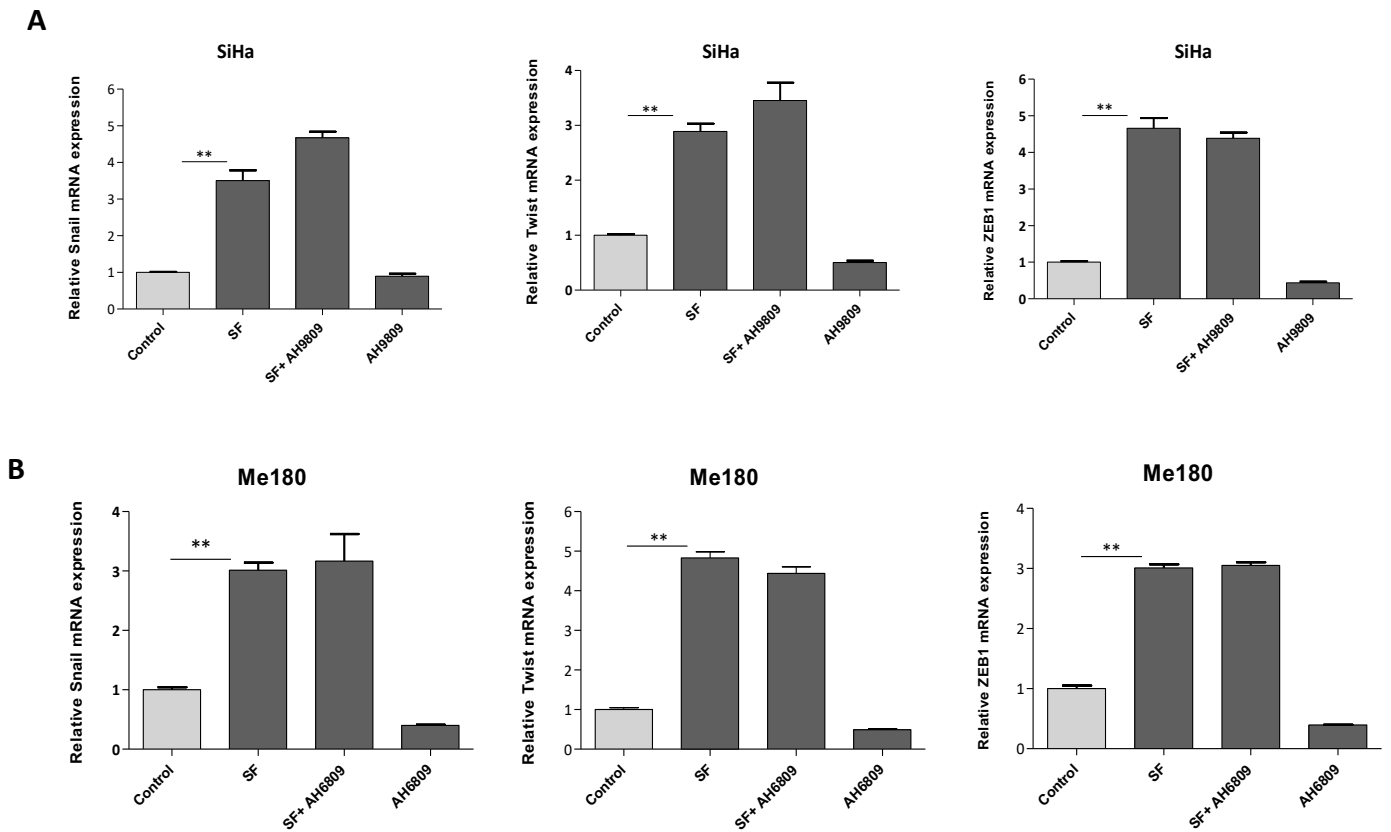 A
SiHa
Relative Snail mRNA expression
6
5
4
3
2
1
0
**
Control
SF
SF+ AH9809
AH9809
SiHa
Relative Twist mRNA expression
4
3
2
1
0
**
Control
SF
SF+ AH9809
AH9809
SiHa
Relative ZEB1 mRNA expression
6
5
4
3
2
1
0
**
Control
SF
SF+ AH9809
AH9809
B
Me180
Relative Snail mRNA expression
4
3
2
1
0
**
Control
SF
SF+ AH6809
AH6809
Me180
Relative Twist mRNA expression
6
5
4
3
2
1
0
**
Control
SF
SF+ AH6809
AH6809
Me180
Relative ZEB1 mRNA expression
4
3
2
1
0
**
Control
SF
SF+ AH6809
AH6809